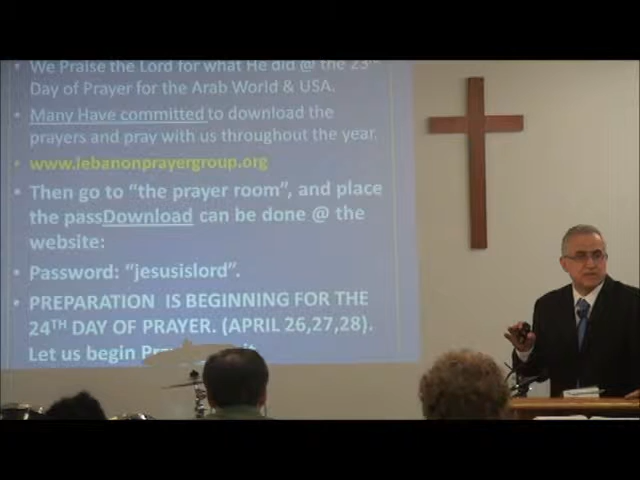 We Praise the Lord for what He did @ the 23rd
Day of Prayer for the Arab World & USA.
• Many Have committed to download the
prayers and pray with us throughout the year.
• www.lebanonprayergroup.org
• Then go to “the prayer room”, and place
the passDownload can be done @ the
website:
• Password: “jesusislord”.
• PREPARATION IS BEGINNING FOR THE
24TH DAY OF PRAYER. (APRIL 26,27,28).
Let us begin